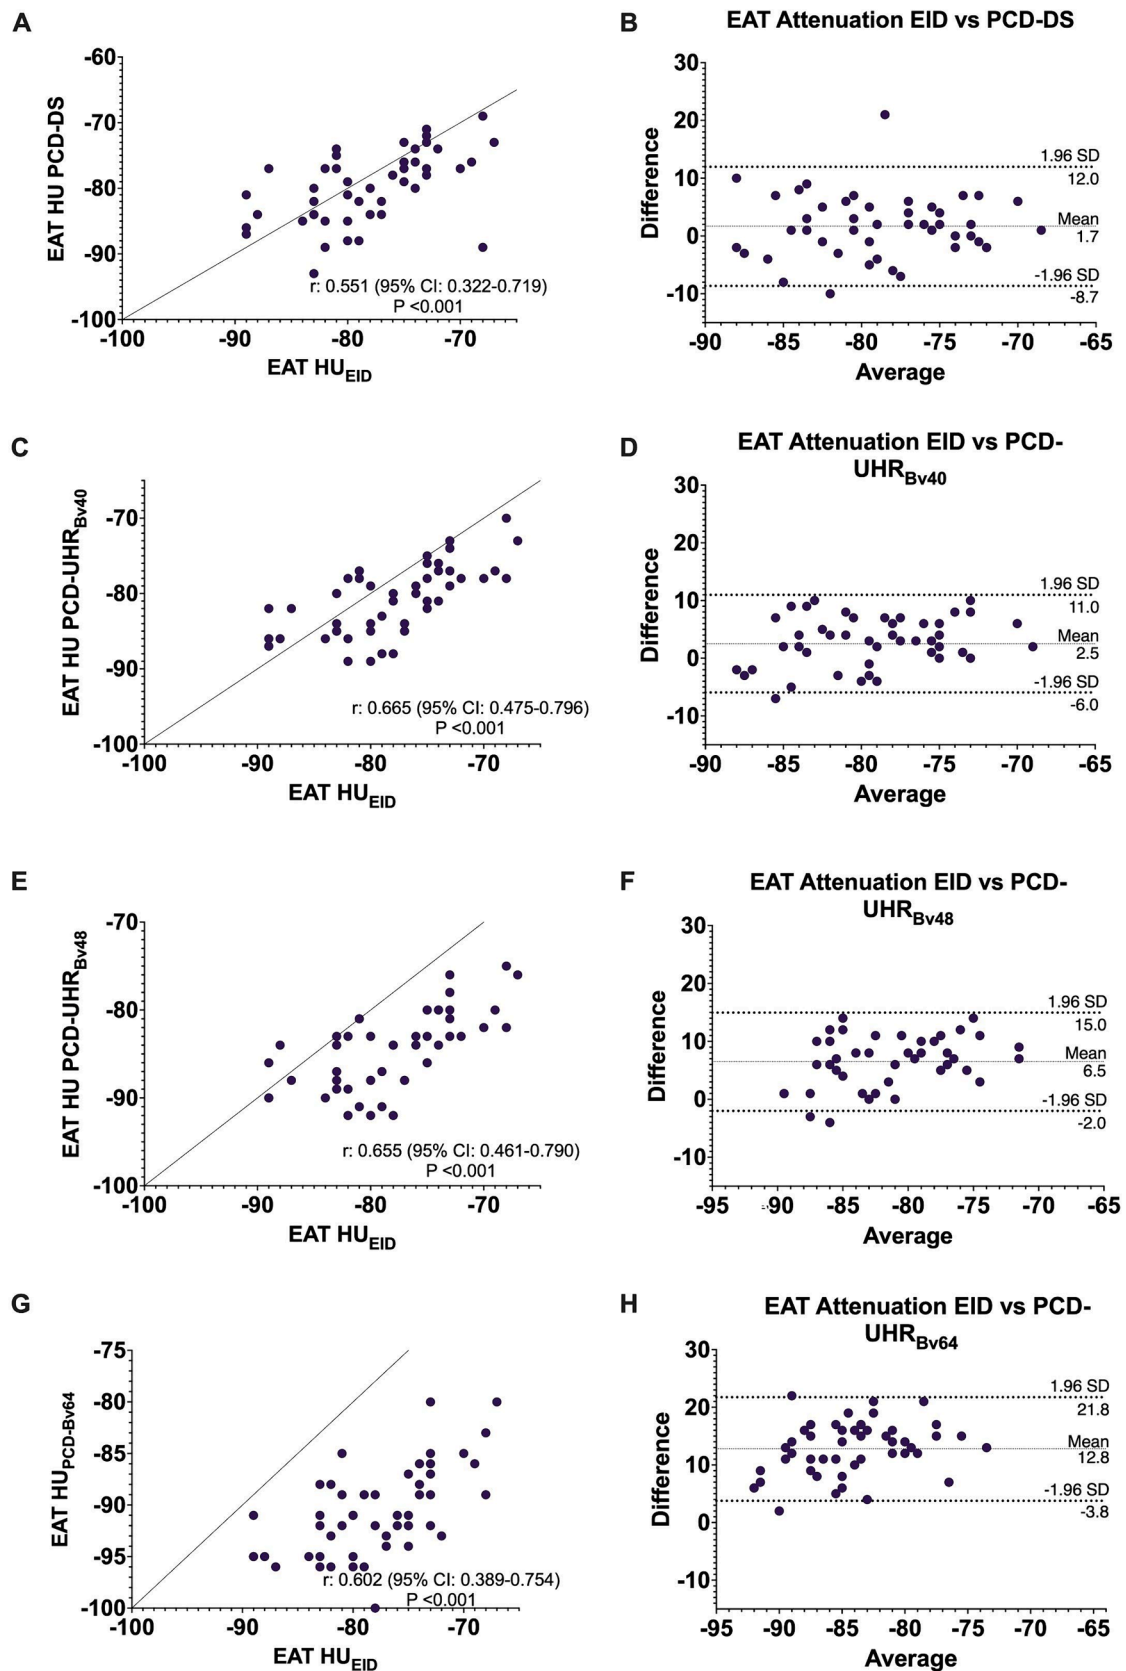 A
-60
-70
-80
-90
-100
EAT HU PCD-DS
r: 0.551 (95% CI: 0.322-0.719)
P <0.001
-100 -90 -80 -70
EAT HUEID
B
EAT Attenuation EID vs PCD-DS
30
20
10
0
-10
Difference
1.96 SD
12.0
Mean
1.7
-1.96 SD
-8.7
-90 -85 -80 -75 -70 -65
Average
C
-70
-80
-90
-100
EAT HU PCD-UHRBv40
r: 0.665 (95% CI: 0.475-0.796)
P <0.001
-100 -90 -80 -70
EAT HUEID
D
EAT Attenuation EID vs PCD-
UHRBv40
30
20
10
0
-10
Difference
1.96 SD
11.0
Mean
2.5
-1.96 SD
-6.0
-90 -85 -80 -75 -70 -65
Average
E
-70
-80
-90
-100
EAT HU PCD-UHRBv48
r: 0.655 (95% CI: 0.461-0.790)
P <0.001
-100 -90 -80 -70
EAT HUEID
F
EAT Attenuation EID vs PCD-
UHRBv48
30
20
10
0
-10
Difference
1.96 SD
15.0
Mean
6.5
-1.96 SD
-2.0
-95 -90 -85 -80 -75 -70 -65
Average
G
-75
-80
-85
-90
-95
-100
EAT HUPCD-Bv64
r: 0.602 (95% CI: 0.389-0.754)
P <0.001
-100 -90 -80 -70
EAT HUEID
H
EAT Attenuation EID vs PCD-
UHRBv64
30
20
10
0
-10
Difference
1.96 SD
21.8
Mean
12.8
-1.96 SD
-3.8
-95 -90 -85 -80 -75 -70 -65
Average